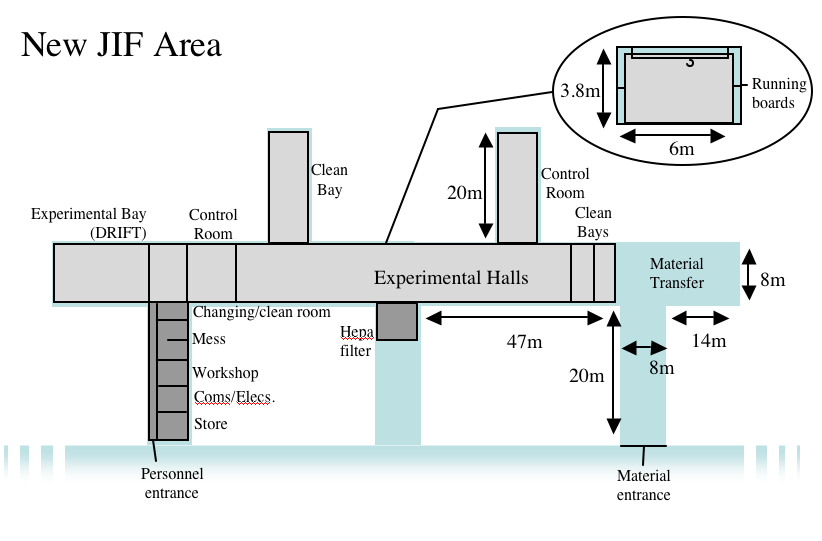 New JIF Area
3.8m
3
Running
boards
6m
Clean
Bay
20m
Control
Room
Clean
Bays
Experimental Bay
(DRIFT)
Control
Room
Experimental Halls
Material
Transfer
8m
Changing/clean room
Mess
Workshop
Coms/Elecs.
Store
Hepa
filter
47m
20m
8m
14m
Personnel
entrance
Material
entrance